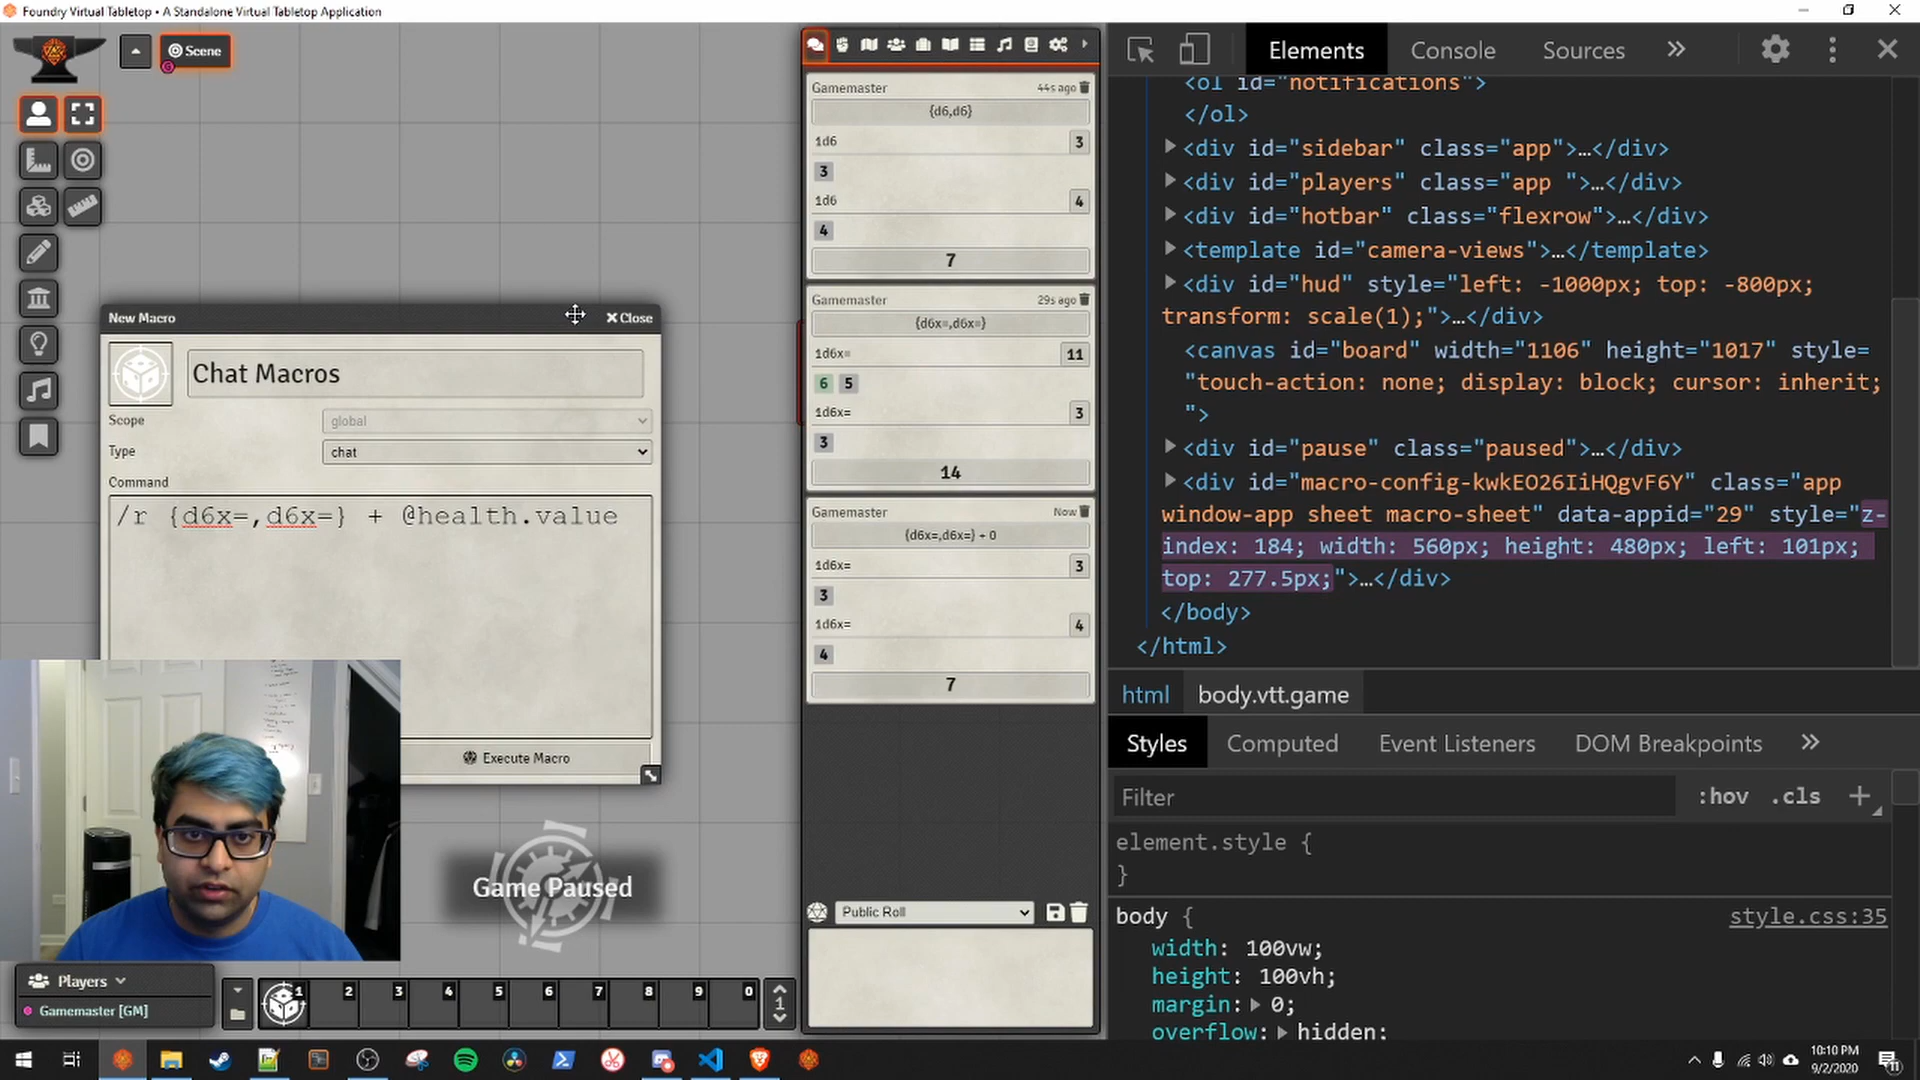 Foundry Virtual Tabletop • A Standalone Virtual Tabletop Application
Scene
Gamemaster 44s ago
{d6,d6}
1d6 3
3
1d6 4
4
7
Gamemaster 29s ago
{d6x=,d6x=}
1d6x= 11
6 5
1d6x= 3
3
14
Gamemaster Now
{d6x=,d6x=} + 0
1d6x= 3
3
1d6x= 4
4
7
Public Roll
New Macro Close
Chat Macros
Scope global
Type chat
Command
/r {d6x=,d6x=} + @health.value
Execute Macro
Game Paused
Players
Gamemaster [GM]
1 2 3 4 5 6 7 8 9 0
1
Elements Console Sources
<ol id="notifications">
</ol>
<div id="sidebar" class="app">…</div>
<div id="players" class="app ">…</div>
<div id="hotbar" class="flexrow">…</div>
<template id="camera-views">…</template>
<div id="hud" style="left: -1000px; top: -800px;
transform: scale(1);">…</div>
<canvas id="board" width="1106" height="1017" style=
"touch-action: none; display: block; cursor: inherit;
">
<div id="pause" class="paused">…</div>
<div id="macro-config-kwkEO26IiHQgvF6Y" class="app
window-app sheet macro-sheet" data-appid="29" style="z-
index: 184; width: 560px; height: 480px; left: 101px;
top: 277.5px;">…</div>
</body>
</html>
html body.vtt.game
Styles Computed Event Listeners DOM Breakpoints
Filter :hov .cls
element.style {
}
body { style.css:35
width: 100vw;
height: 100vh;
margin: 0;
overflow: hidden;
10:10 PM
9/2/2020